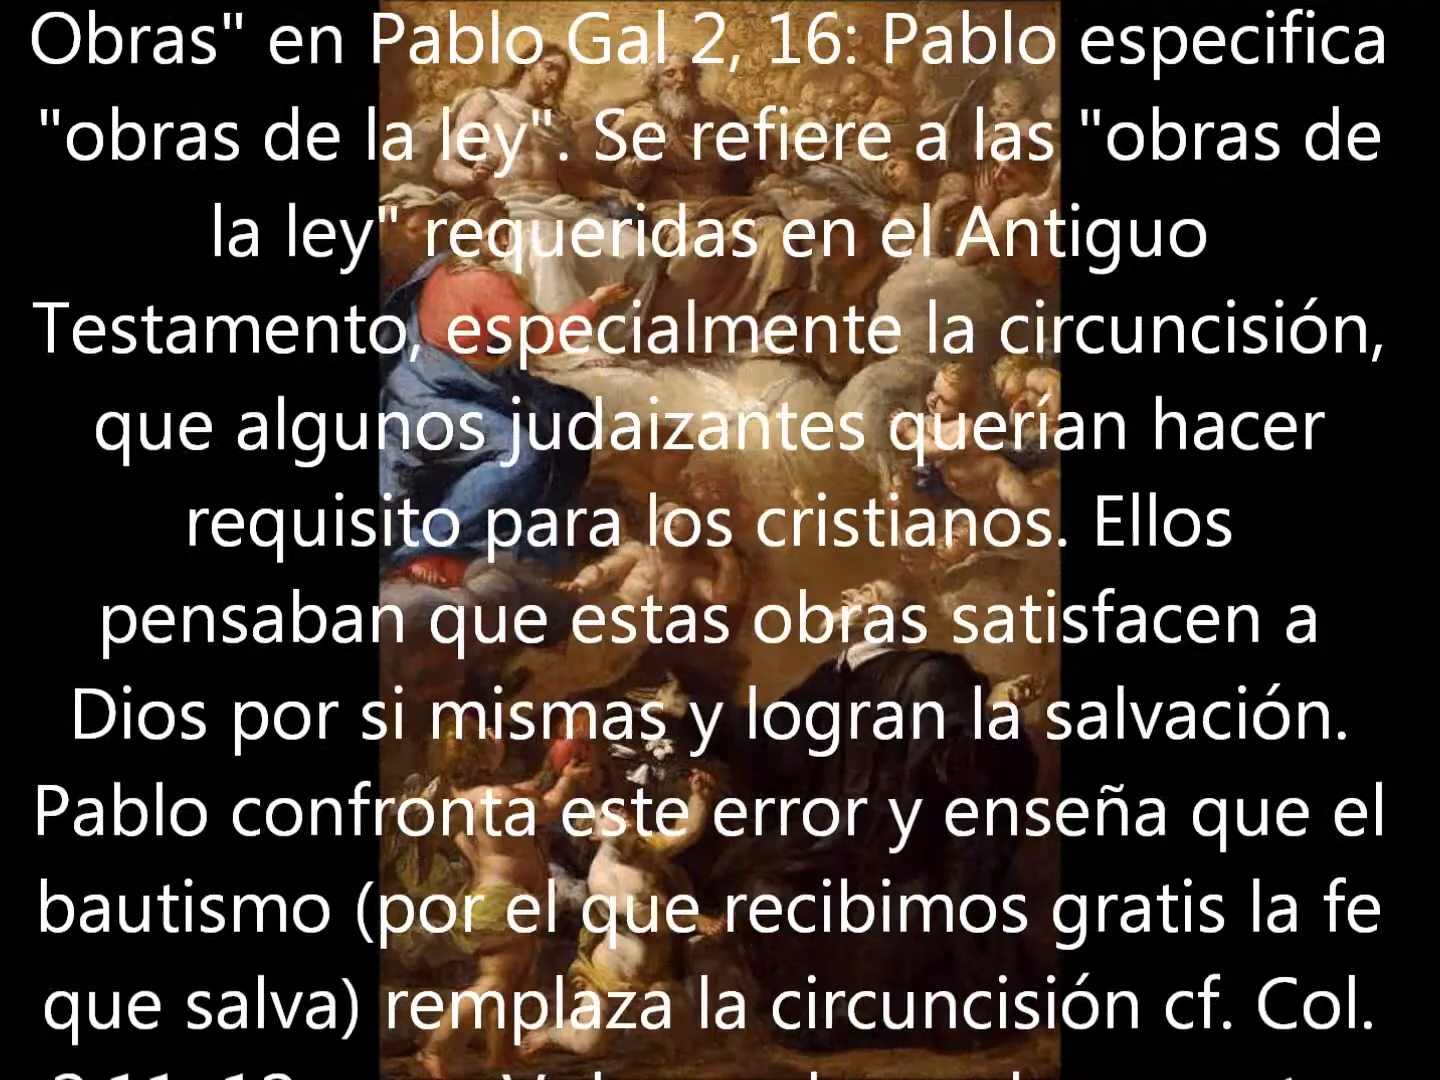 Obras" en Pablo Gal 2, 16: Pablo especifica
"obras de la ley". Se refiere a las "obras de
la ley" requeridas en el Antiguo
Testamento, especialmente la circuncisión,
que algunos judaizantes querían hacer
requisito para los cristianos. Ellos
pensaban que estas obras satisfacen a
Dios por si mismas y logran la salvación.
Pablo confronta este error y enseña que el
bautismo (por el que recibimos gratis la fe
que salva) remplaza la circuncisión cf. Col.